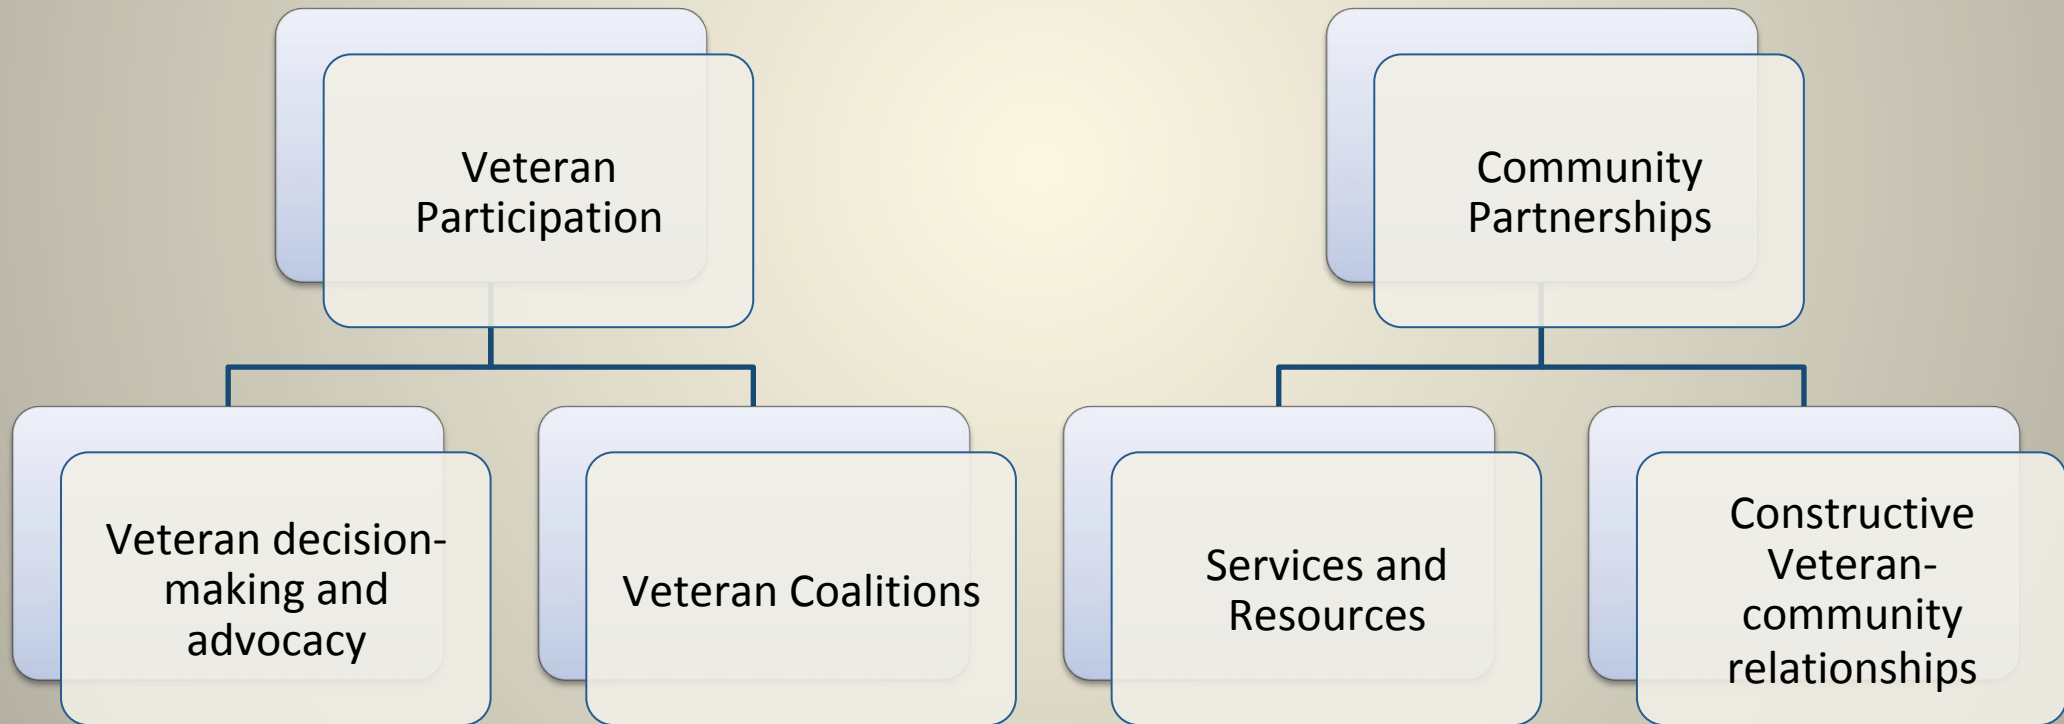 Veteran
Participation
Community
Partnerships
Veteran decision-
making and
advocacy
Veteran Coalitions
Services and
Resources
Constructive
Veteran-
community
relationships